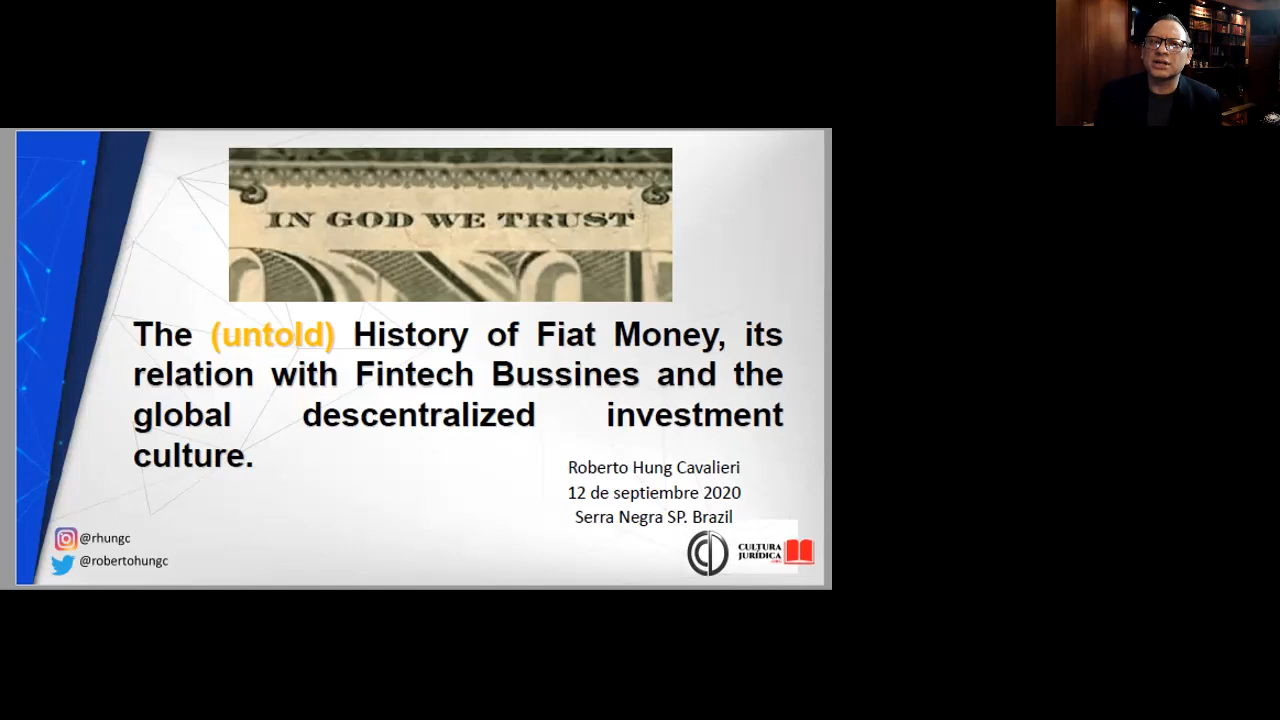 IN GOD WE TRUST
The (untold) History of Fiat Money, its
relation with Fintech Bussines and the
global descentralized investment
culture.
Roberto Hung Cavalieri
12 de septiembre 2020
Serra Negra SP. Brazil
@rhungc
@robertohungc
CULTURA
JURÍDICA
.ORG